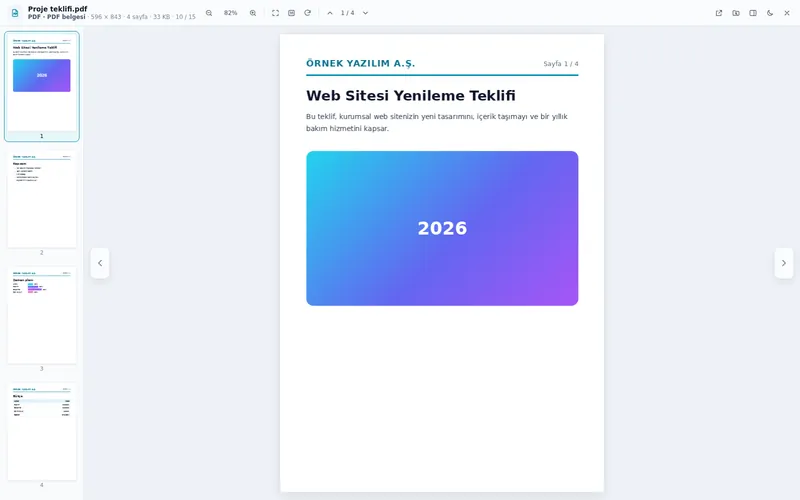 Proje teklifi.pdf
PDF · PDF belgesi · 596 × 843 · 4 sayfa · 33 KB · 10 / 15
82%
1 / 4
1
2
3
4
ÖRNEK YAZILIM A.Ş.
Sayfa 1 / 4
Web Sitesi Yenileme Teklifi
Bu teklif, kurumsal web sitenizin yeni tasarımını, içerik taşımayı ve bir yıllık
bakım hizmetini kapsar.
2026